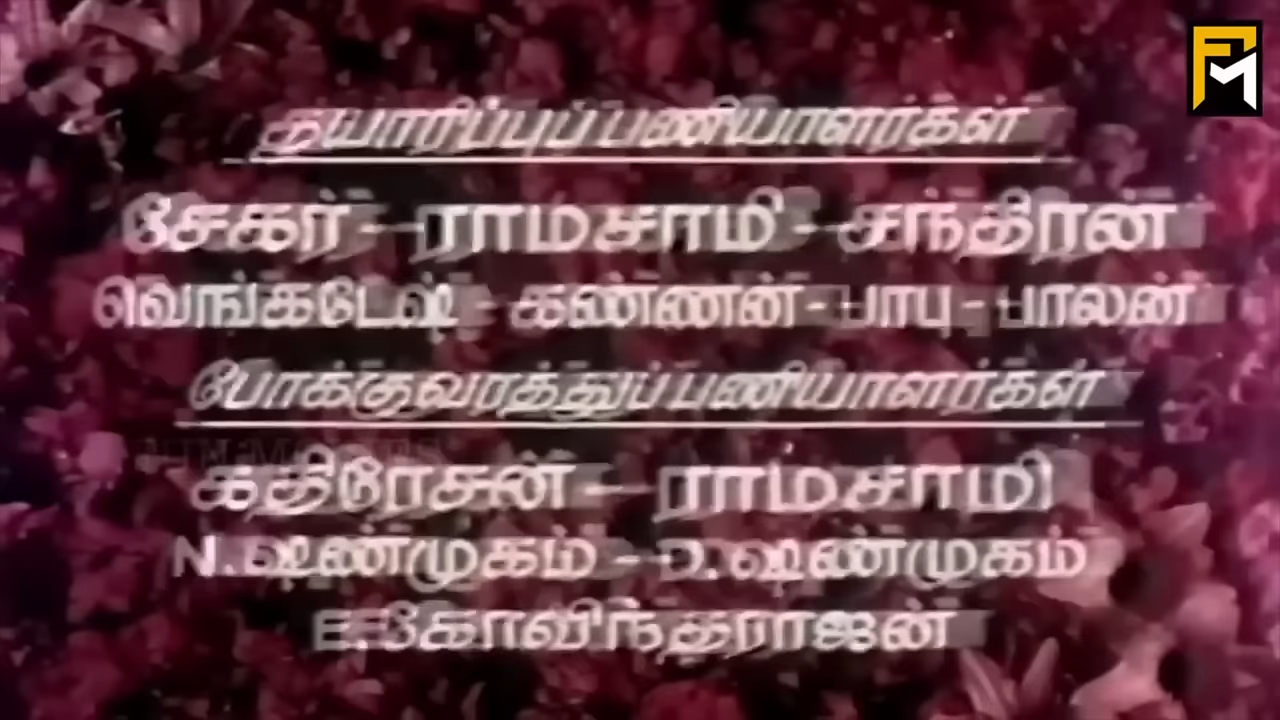 தயாரிப்புப் பணியாளர்கள்
சேகர் - ராமசாமி - சந்திரன்
வெங்கடேஷ் - கண்ணன் - பாபு - பாலன்
போக்குவரத்துப் பணியாளர்கள்
கதிரேசன் - ராமசாமி
N. ஷண்முகம் - D. ஷண்முகம்
E. கோவிந்தராஜன்